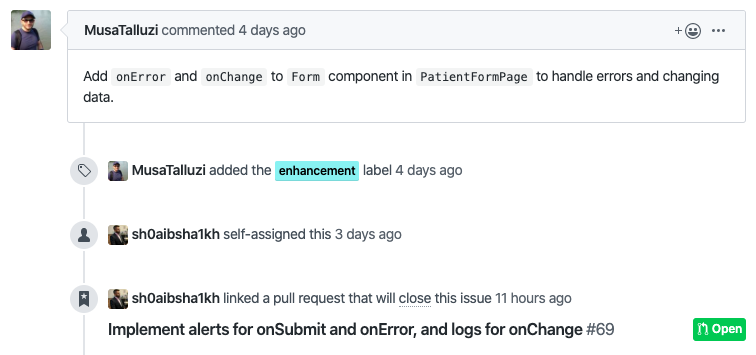 MusaTalluzi commented 4 days ago
Add onError and onChange to Form component in PatientFormPage to handle errors and changing
data.
MusaTalluzi added the enhancement label 4 days ago
sh0aibsha1kh self-assigned this 3 days ago
sh0aibsha1kh linked a pull request that will close this issue 11 hours ago
Implement alerts for onSubmit and onError, and logs for onChange #69 Open